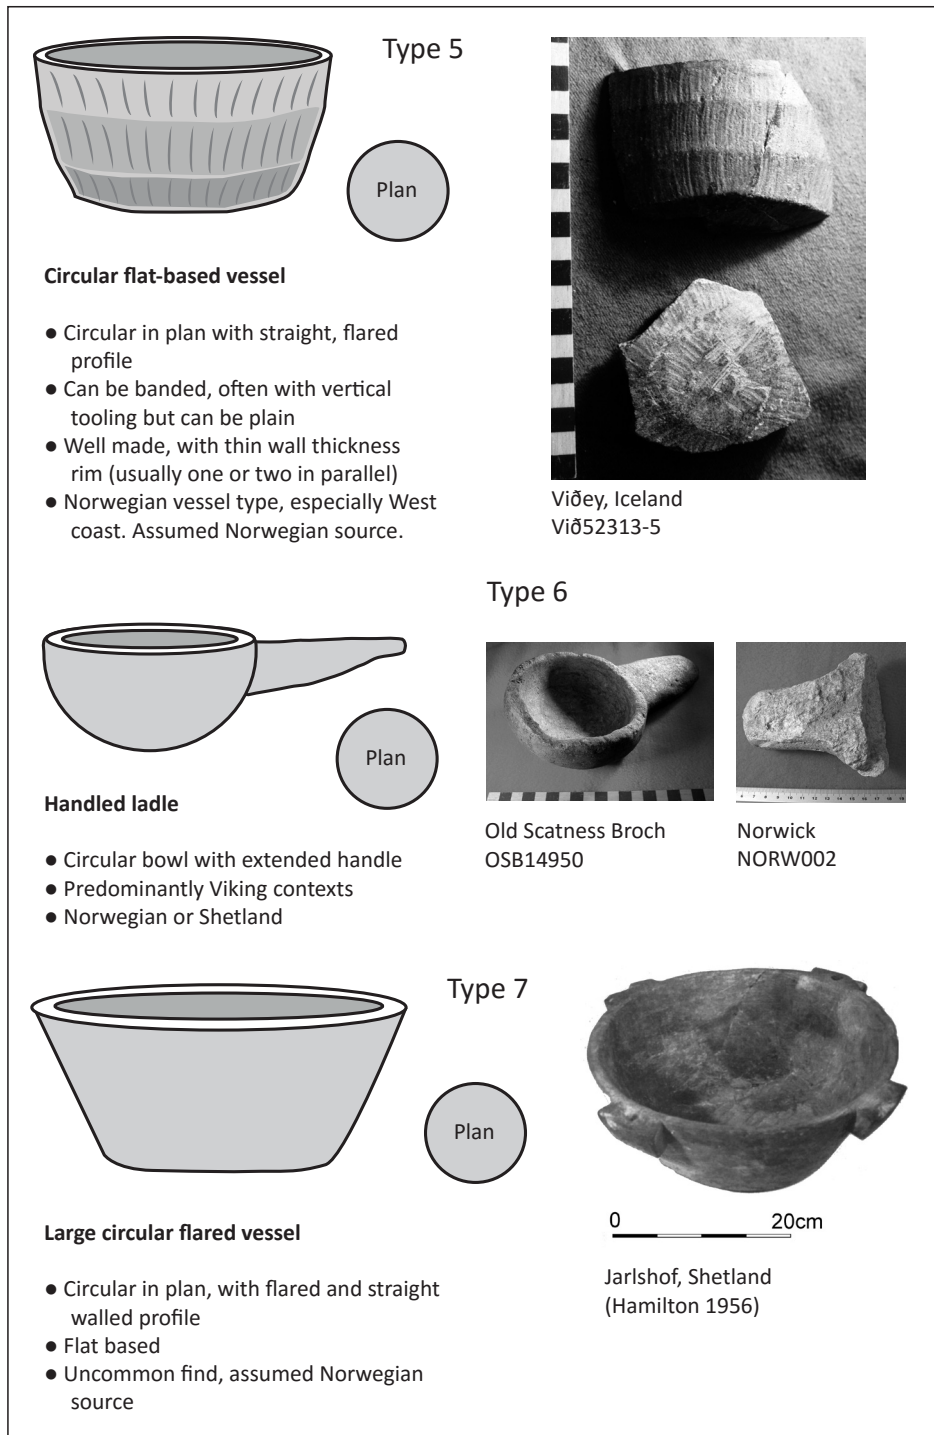 Type 5
Plan
Circular flat-based vessel
● Circular in plan with straight, flared
profile
● Can be banded, often with vertical
tooling but can be plain
● Well made, with thin wall thickness
rim (usually one or two in parallel)
● Norwegian vessel type, especially West
coast. Assumed Norwegian source.
Viðey, Iceland
Við52313-5
Type 6
Plan
Handled ladle
● Circular bowl with extended handle
● Predominantly Viking contexts
● Norwegian or Shetland
Old Scatness Broch
OSB14950
Norwick
NORW002
Type 7
Plan
Large circular flared vessel
● Circular in plan, with flared and straight
walled profile
● Flat based
● Uncommon find, assumed Norwegian
source
0 20cm
Jarlshof, Shetland
(Hamilton 1956)